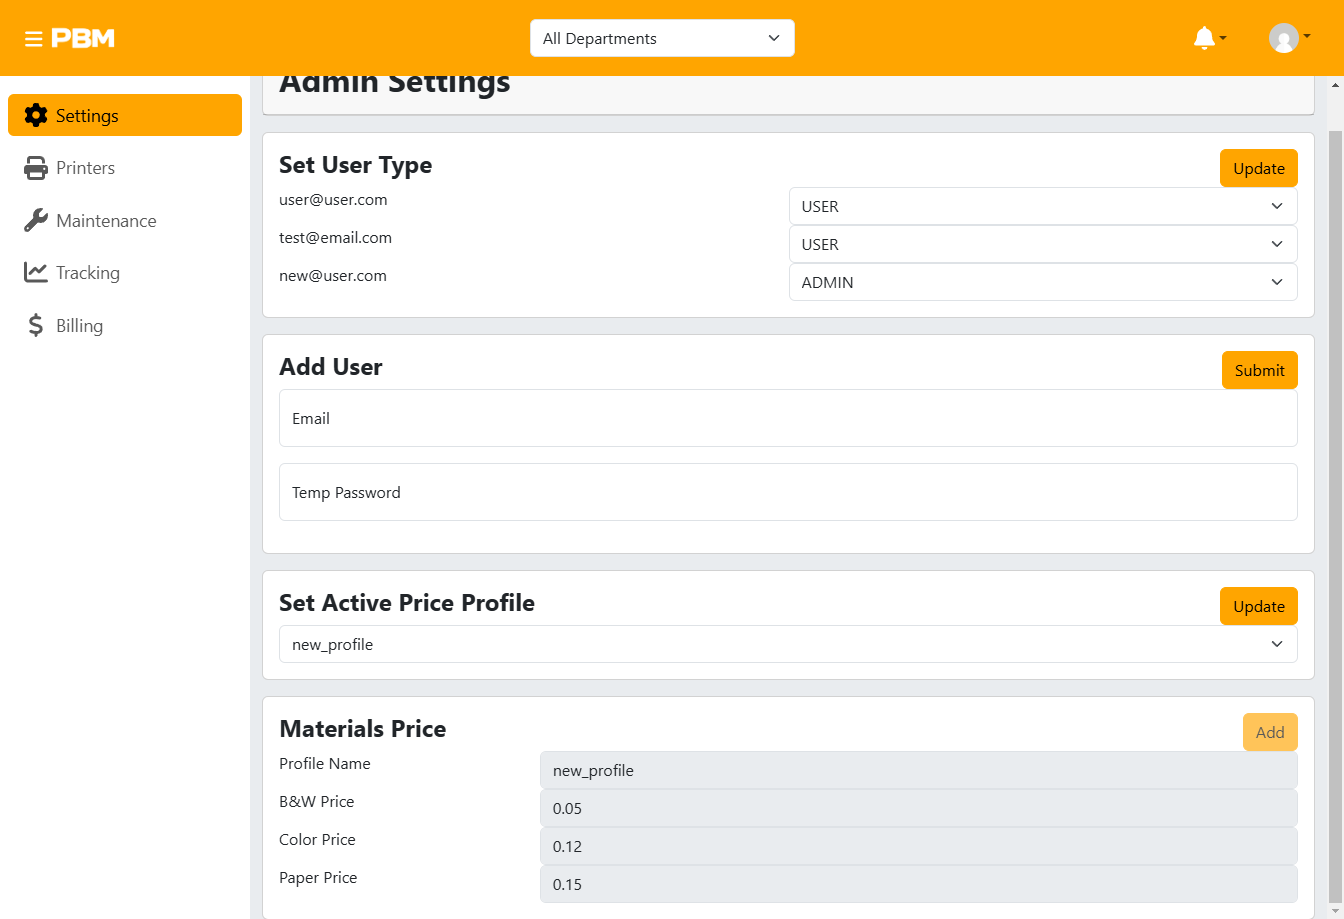 PBM
All Departments
Settings
Printers
Maintenance
Tracking
Billing
Admin Settings
Set User Type
Update
user@user.com
USER
test@email.com
USER
new@user.com
ADMIN
Add User
Submit
Email
Temp Password
Set Active Price Profile
Update
new_profile
Materials Price
Add
Profile Name
new_profile
B&W Price
0.05
Color Price
0.12
Paper Price
0.15